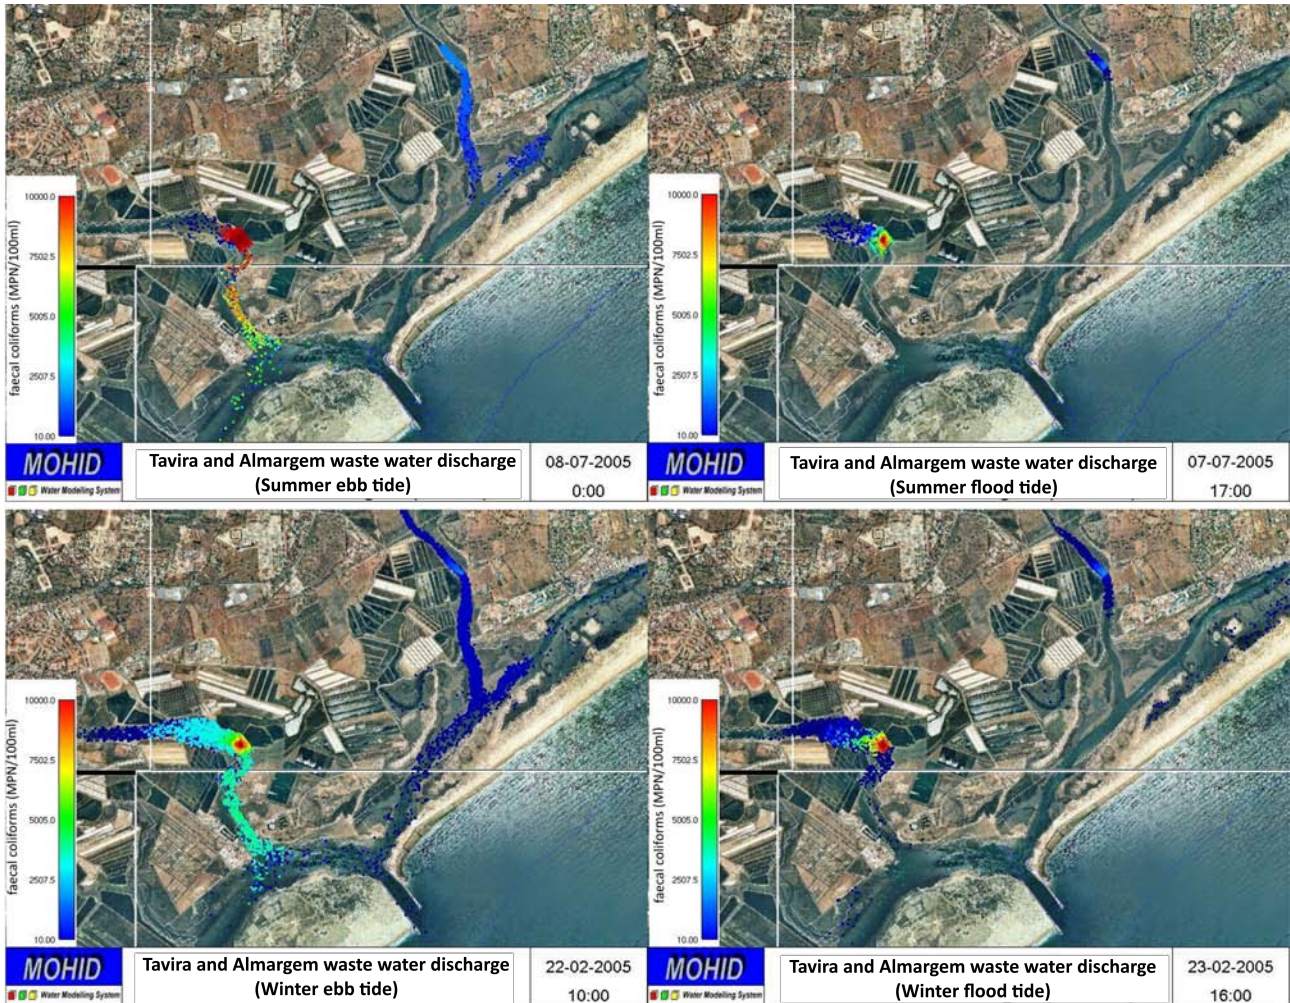 10000.0
7502.5
5005.0
2507.5
10.00
faecal coliforms (MPN/100ml)
MOHID
Water Modelling System
Tavira and Almargem waste water discharge
(Summer ebb tide)
08-07-2005
0:00
10000.0
7502.5
5005.0
2507.5
10.00
faecal coliforms (MPN/100ml)
MOHID
Water Modelling System
Tavira and Almargem waste water discharge
(Summer flood tide)
07-07-2005
17:00
10000.0
7502.5
5005.0
2507.5
10.00
faecal coliforms (MPN/100ml)
MOHID
Water Modelling System
Tavira and Almargem waste water discharge
(Winter ebb tide)
22-02-2005
10:00
10000.0
7502.5
5005.0
2507.5
10.00
faecal coliforms (MPN/100ml)
MOHID
Water Modelling System
Tavira and Almargem waste water discharge
(Winter flood tide)
23-02-2005
16:00